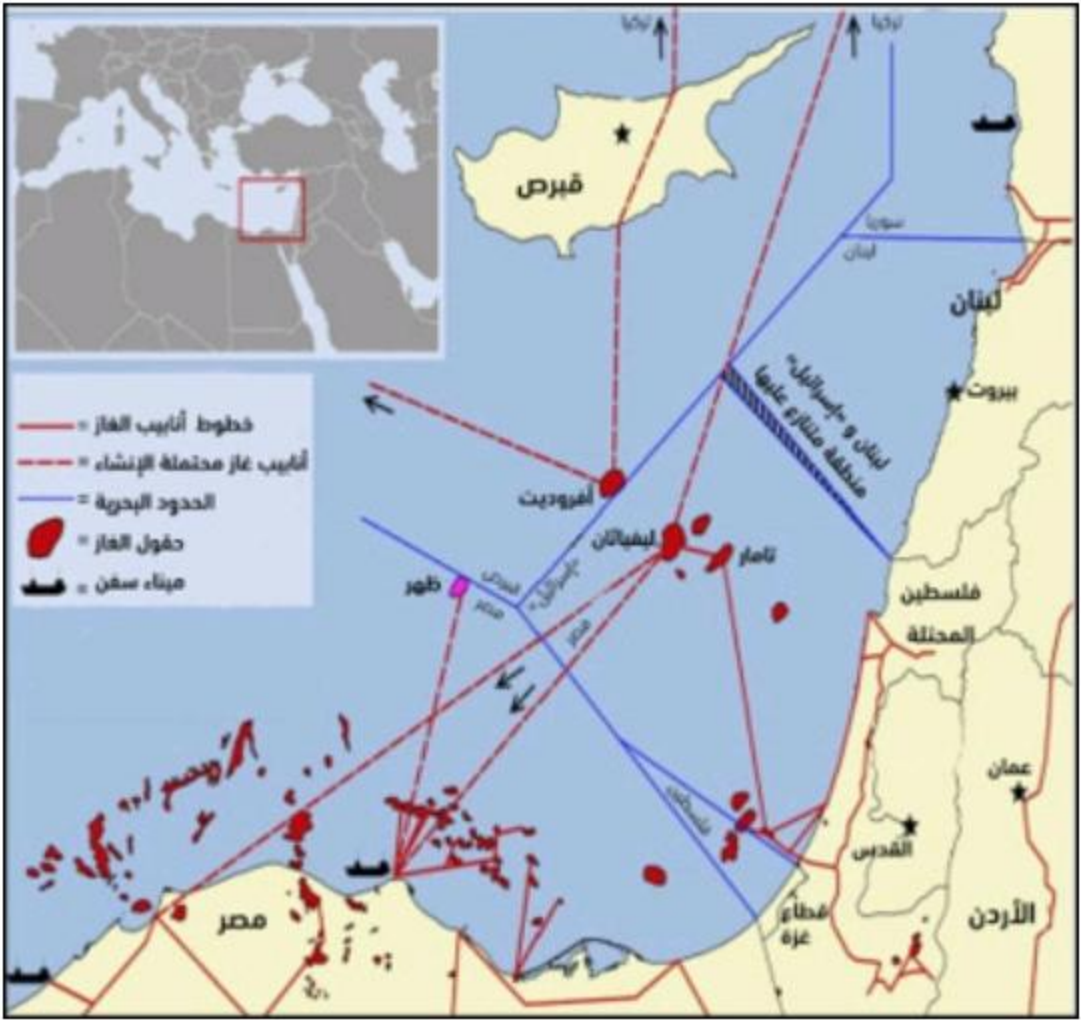 تركيا
تركيا
قبرص
سوريا
لبنان
لبنان
بيروت
لبنان و «إسرائيل»
منطقة متنازع عليها
خطوط أنابيب الغاز =
أنابيب غاز محتملة الإنشاء =
الحدود البحرية =
حقول الغاز =
ميناء سفن =
أفروديت
ليفياثان
تامار
ظهر
قبرص
مصر
«إسرائيل»
مصر
فلسطين
المحتلة
عمان
فلسطين
القدس
مصر
قطاع
غزة
الأردن